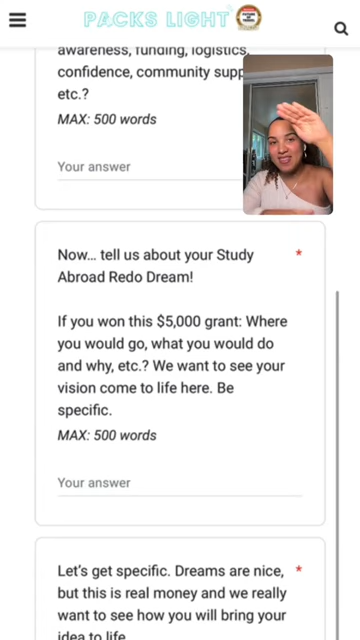 PACKS LIGHT
awareness, funding, logistics,
confidence, community supp
etc.?
MAX: 500 words
Your answer
Now... tell us about your Study *
Abroad Redo Dream!
If you won this $5,000 grant: Where
you would go, what you would do
and why, etc.? We want to see your
vision come to life here. Be
specific.
MAX: 500 words
Your answer
Let's get specific. Dreams are nice, *
but this is real money and we really
want to see how you will bring your
idea to life.